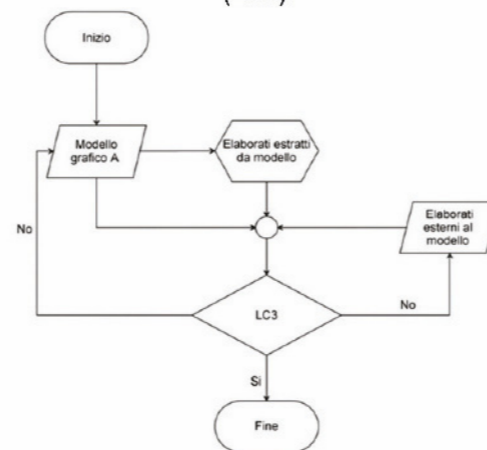 Inizio
Modello
grafico A
Elaborati estratti
da modello
Elaborati
esterni al
modello
No
LC3
No
Si
Fine